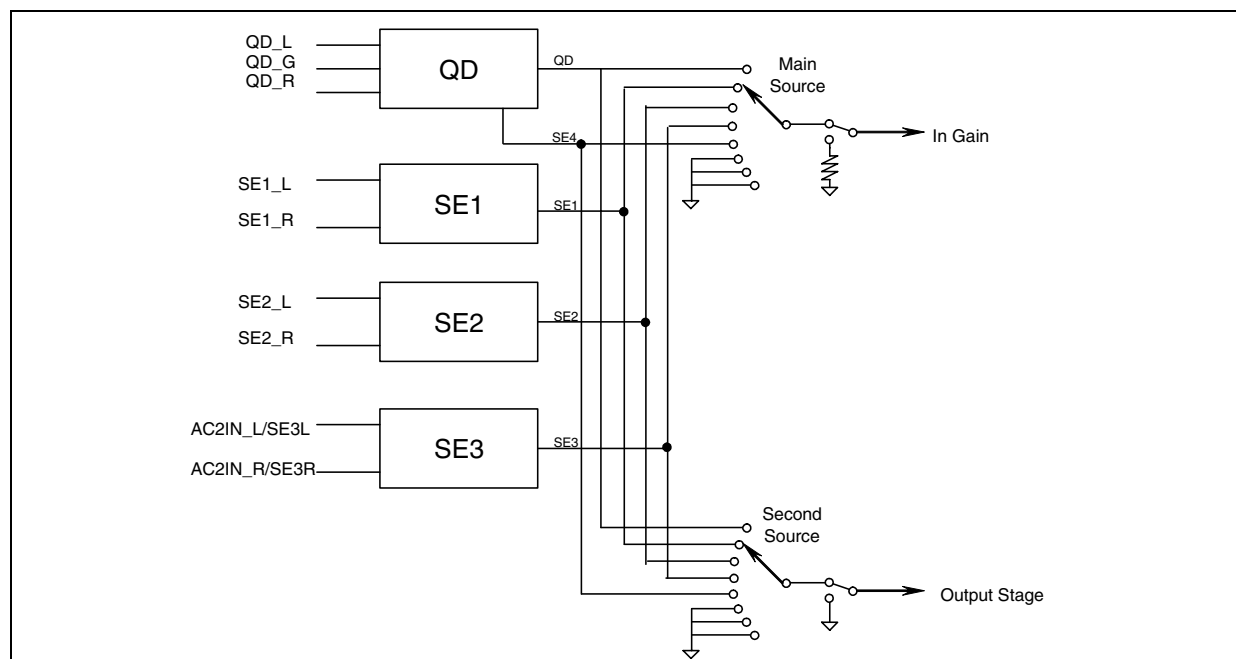 QD_L
QD_G
QD_R
QD
QD
SE4
Main
Source
In Gain
SE1_L
SE1_R
SE1
SE1
SE2_L
SE2_R
SE2
SE2
AC2IN_L/SE3L
AC2IN_R/SE3R
SE3
SE3
Second
Source
Output Stage